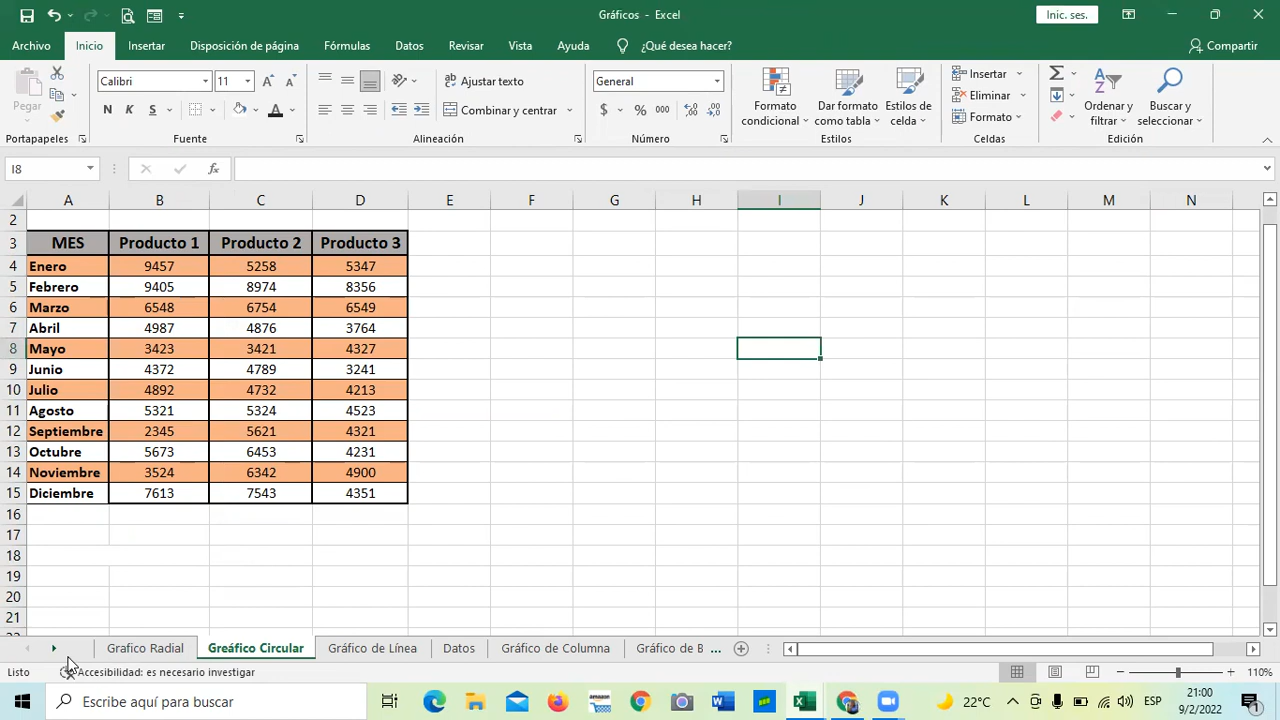 Gráficos - Excel
Inic. ses.
Archivo Inicio Insertar Disposición de página Fórmulas Datos Revisar Vista Ayuda ¿Qué desea hacer? Compartir
Pegar
Calibri 11
N K S
A A
Ajustar texto
Combinar y centrar
General
$ % 000
Formato condicional
Dar formato como tabla
Estilos de celda
Insertar
Eliminar
Formato
Ordenar y filtrar
Buscar y seleccionar
Portapapeles Fuente Alineación Número Estilos Celdas Edición
I8 fx
A B C D E F G H I J K L M N
2
3 MES Producto 1 Producto 2 Producto 3
4 Enero 9457 5258 5347
5 Febrero 9405 8974 8356
6 Marzo 6548 6754 6549
7 Abril 4987 4876 3764
8 Mayo 3423 3421 4327
9 Junio 4372 4789 3241
10 Julio 4892 4732 4213
11 Agosto 5321 5324 4523
12 Septiembre 2345 5621 4321
13 Octubre 5673 6453 4231
14 Noviembre 3524 6342 4900
15 Diciembre 7613 7543 4351
16
17
18
19
20
21
Grafico Radial Greáfico Circular Gráfico de Línea Datos Gráfico de Columna Gráfico de B ...
Listo Accesibilidad: es necesario investigar 110%
Escribe aquí para buscar 22°C ESP 21:00
9/2/2022